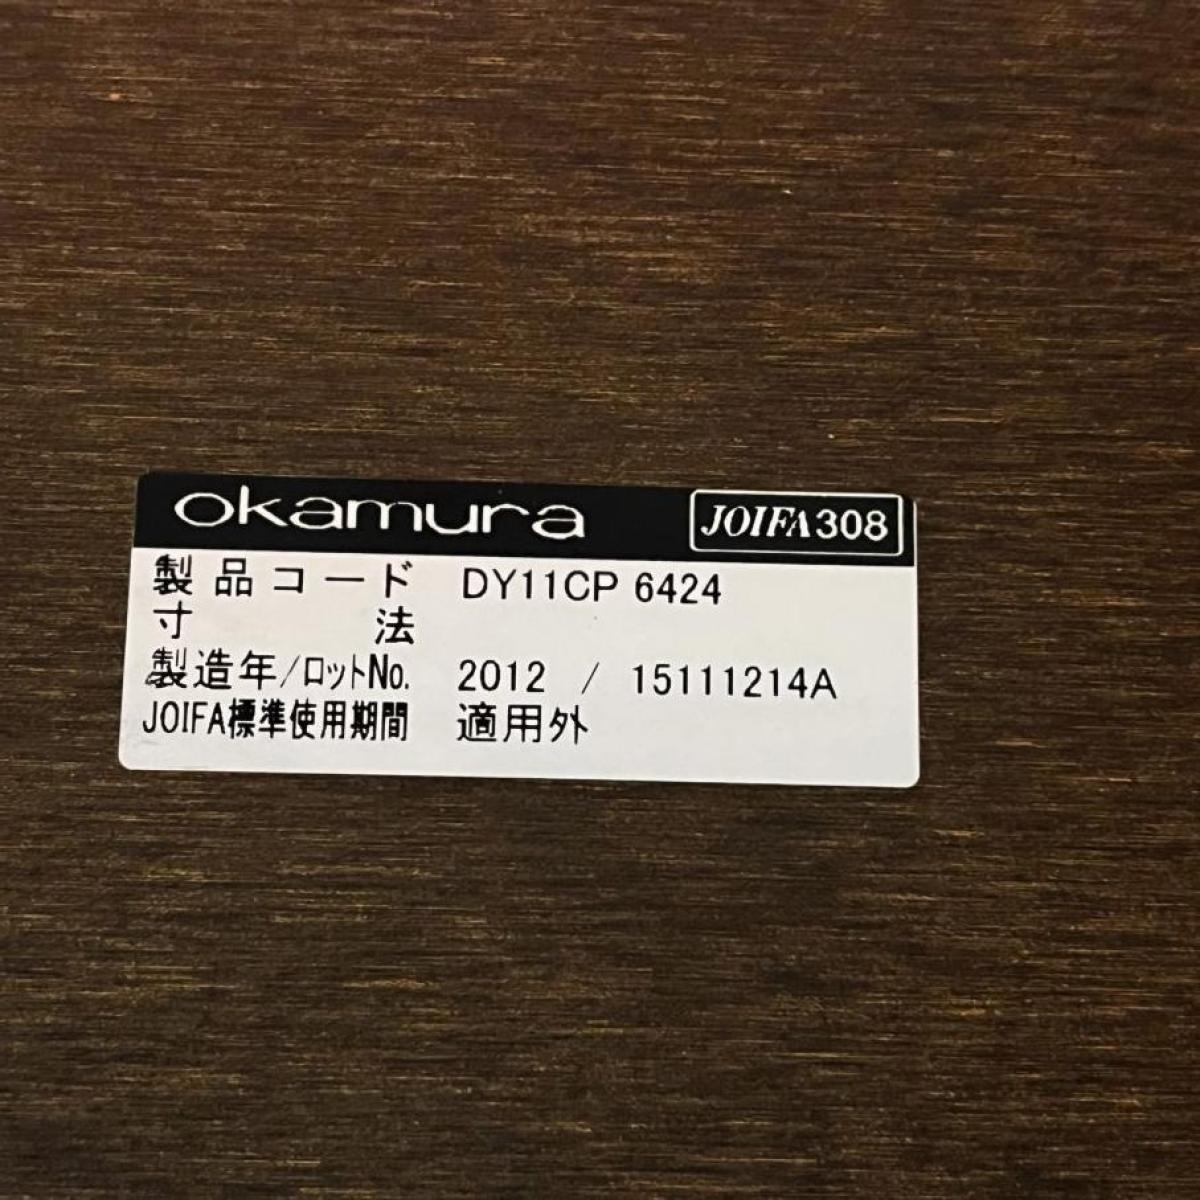 okamura JOIFA308
製品コード DY11CP 6424
寸法
製造年/ロットNo. 2012 / 15111214A
JOIFA標準使用期間 適用外